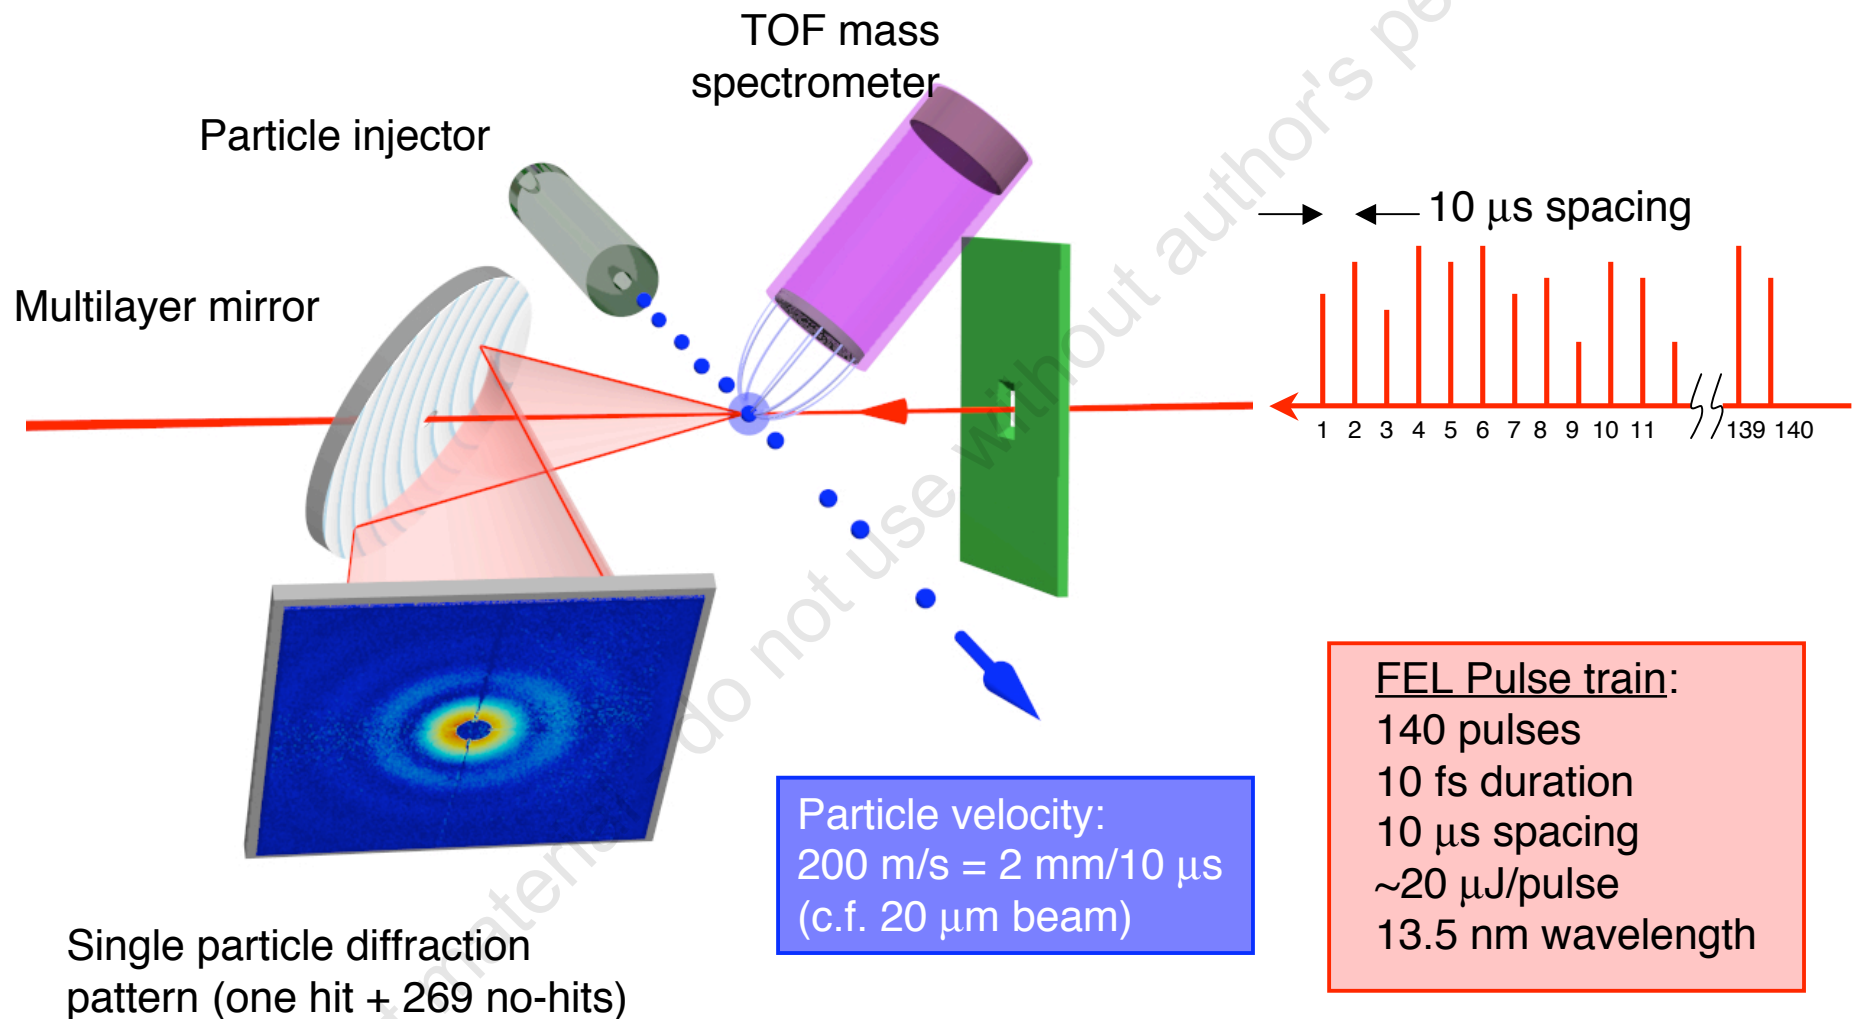 TOF mass
spectrometer
Particle injector
Multilayer mirror
10 μs spacing
1 2 3 4 5 6 7 8 9 10 11 139 140
FEL Pulse train:
140 pulses
10 fs duration
10 μs spacing
~20 μJ/pulse
13.5 nm wavelength
Particle velocity:
200 m/s = 2 mm/10 μs
(c.f. 20 μm beam)
Single particle diffraction
pattern (one hit + 269 no-hits)
do not use without author's